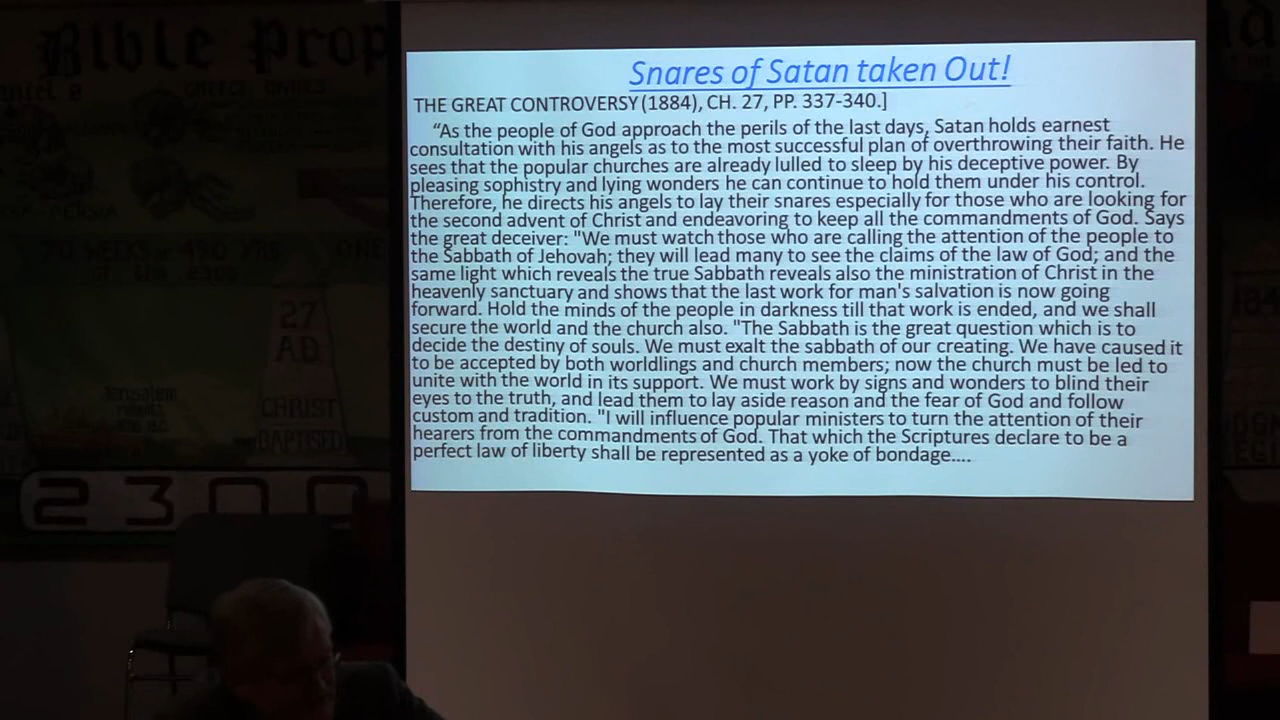 Snares of Satan taken Out!
THE GREAT CONTROVERSY (1884), CH. 27, PP. 337-340.]
“As the people of God approach the perils of the last days, Satan holds earnest
consultation with his angels as to the most successful plan of overthrowing their faith. He
sees that the popular churches are already lulled to sleep by his deceptive power. By
pleasing sophistry and lying wonders he can continue to hold them under his control.
Therefore, he directs his angels to lay their snares especially for those who are looking for
the second advent of Christ and endeavoring to keep all the commandments of God. Says
the great deceiver: "We must watch those who are calling the attention of the people to
the Sabbath of Jehovah; they will lead many to see the claims of the law of God; and the
same light which reveals the true Sabbath reveals also the ministration of Christ in the
heavenly sanctuary and shows that the last work for man's salvation is now going
forward. Hold the minds of the people in darkness till that work is ended, and we shall
secure the world and the church also. "The Sabbath is the great question which is to
decide the destiny of souls. We must exalt the sabbath of our creating. We have caused it
to be accepted by both worldlings and church members; now the church must be led to
unite with the world in its support. We must work by signs and wonders to blind their
eyes to the truth, and lead them to lay aside reason and the fear of God and follow
custom and tradition. "I will influence popular ministers to turn the attention of their
hearers from the commandments of God. That which the Scriptures declare to be a
perfect law of liberty shall be represented as a yoke of bondage....
Bible Prop
70 WEEKS or 490 YRS
of the 2300
27
AD
CHRIST
BAPTISED
Jerusalem
2300